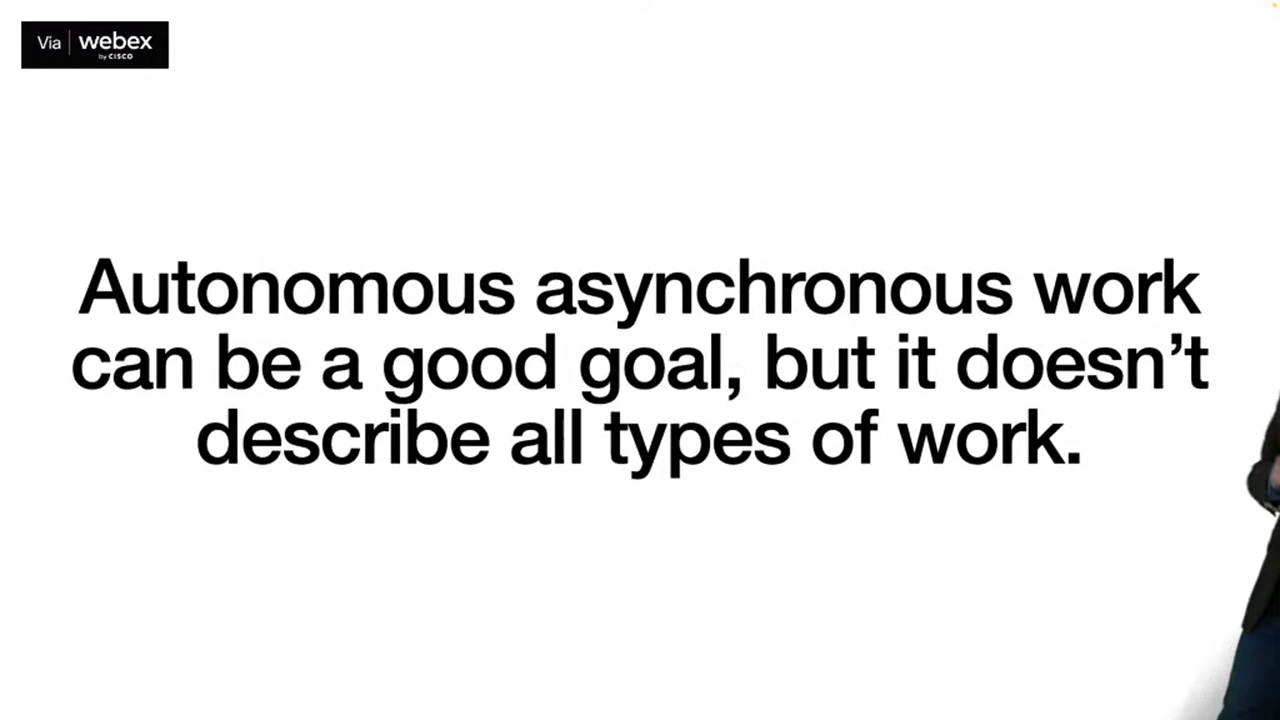 Via webex
by CISCO
Autonomous asynchronous work
can be a good goal, but it doesn’t
describe all types of work.